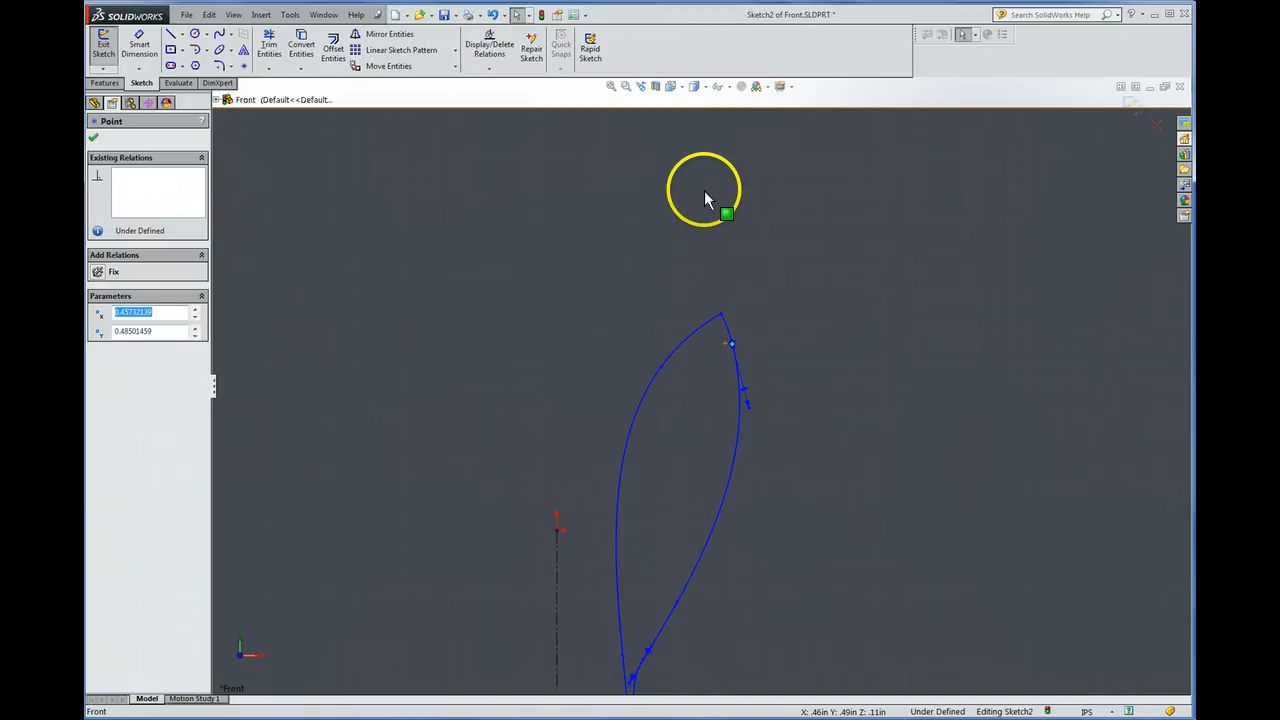 SOLIDWORKS File Edit View Insert Tools Window Help Sketch2 of Front.SLDPRT * Search SolidWorks Help
Exit Sketch
Smart Dimension
Trim Entities
Convert Entities
Offset Entities
Mirror Entities
Linear Sketch Pattern
Move Entities
Display/Delete Relations
Repair Sketch
Quick Snaps
Rapid Sketch
Features Sketch Evaluate DimXpert
Front (Default<<Default...
Point ?
Existing Relations
Under Defined
Add Relations
Fix
Parameters
X 0.45732139
Y 0.48501459
*Front
Model Motion Study 1
Front X: .46in Y: .49in Z: .11in Under Defined Editing Sketch2 IPS